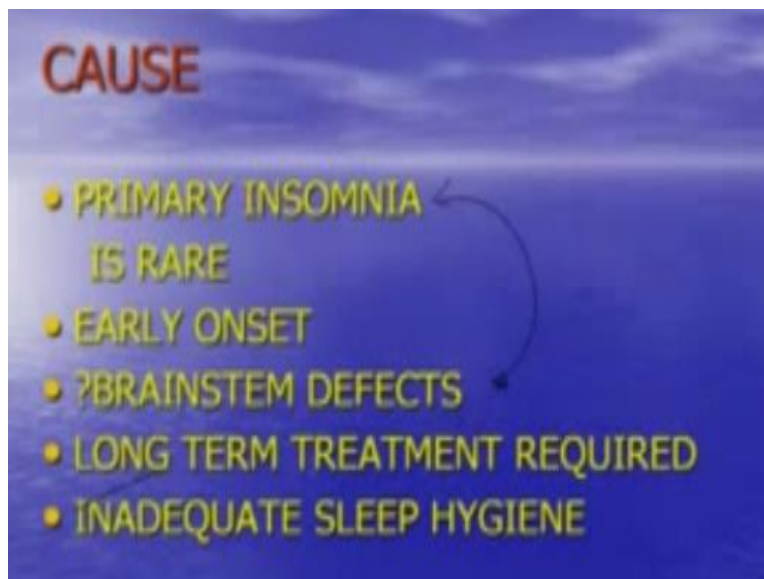 CAUSE
• PRIMARY INSOMNIA
IS RARE
• EARLY ONSET
• ?BRAINSTEM DEFECTS
• LONG TERM TREATMENT REQUIRED
• INADEQUATE SLEEP HYGIENE